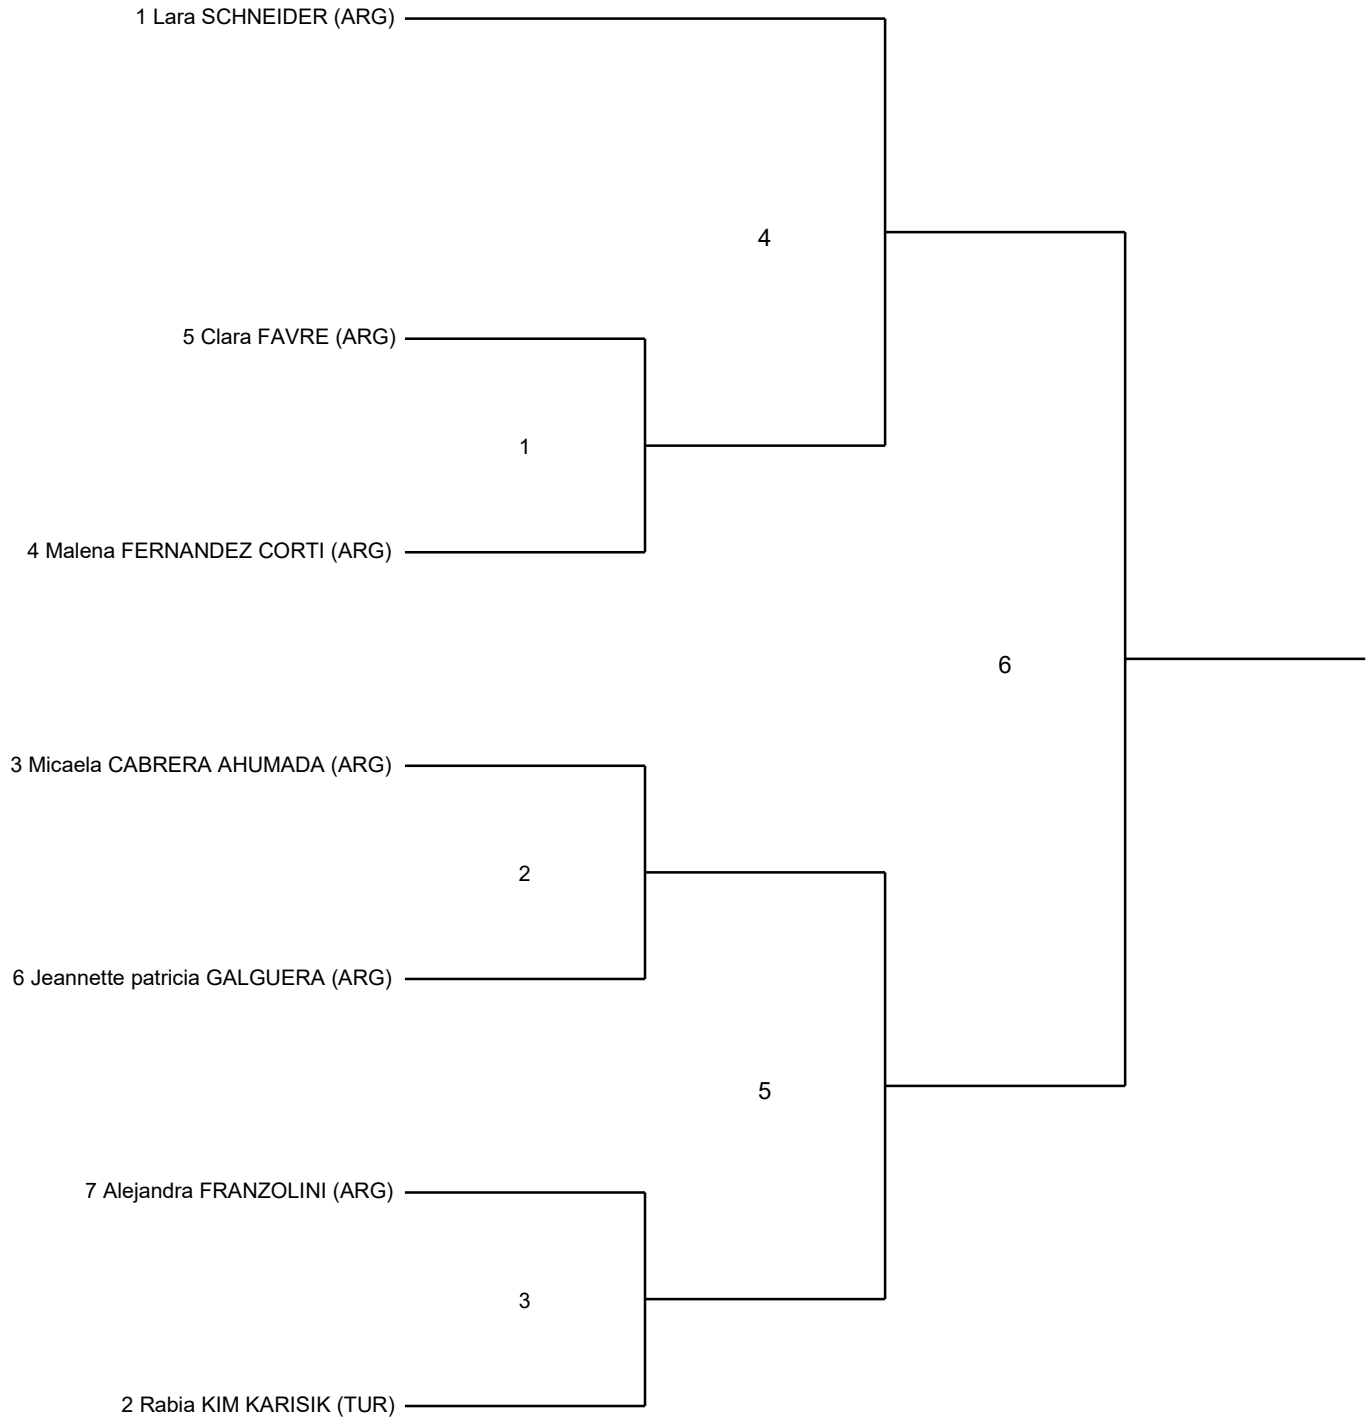 1 Lara SCHNEIDER (ARG)
4
5 Clara FAVRE (ARG)
1
4 Malena FERNANDEZ CORTI (ARG)
6
3 Micaela CABRERA AHUMADA (ARG)
2
6 Jeannette patricia GALGUERA (ARG)
5
7 Alejandra FRANZOLINI (ARG)
3
2 Rabia KIM KARISIK (TUR)